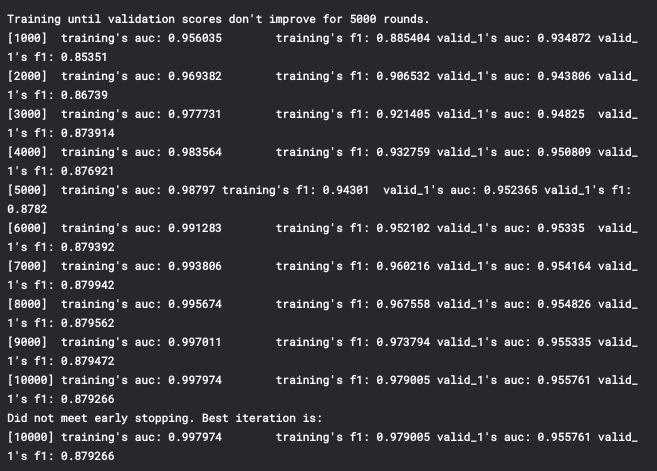 Training until validation scores don't improve for 5000 rounds.
[1000] training's auc: 0.956035 training's f1: 0.885404 valid_1's auc: 0.934872 valid_
1's f1: 0.85351
[2000] training's auc: 0.969382 training's f1: 0.906532 valid_1's auc: 0.943806 valid_
1's f1: 0.86739
[3000] training's auc: 0.977731 training's f1: 0.921405 valid_1's auc: 0.94825 valid_
1's f1: 0.873914
[4000] training's auc: 0.983564 training's f1: 0.932759 valid_1's auc: 0.950809 valid_
1's f1: 0.876921
[5000] training's auc: 0.98797 training's f1: 0.94301 valid_1's auc: 0.952365 valid_1's f1:
0.8782
[6000] training's auc: 0.991283 training's f1: 0.952102 valid_1's auc: 0.95335 valid_
1's f1: 0.879392
[7000] training's auc: 0.993806 training's f1: 0.960216 valid_1's auc: 0.954164 valid_
1's f1: 0.879942
[8000] training's auc: 0.995674 training's f1: 0.967558 valid_1's auc: 0.954826 valid_
1's f1: 0.879562
[9000] training's auc: 0.997011 training's f1: 0.973794 valid_1's auc: 0.955335 valid_
1's f1: 0.879472
[10000] training's auc: 0.997974 training's f1: 0.979005 valid_1's auc: 0.955761 valid_
1's f1: 0.879266
Did not meet early stopping. Best iteration is:
[10000] training's auc: 0.997974 training's f1: 0.979005 valid_1's auc: 0.955761 valid_
1's f1: 0.879266